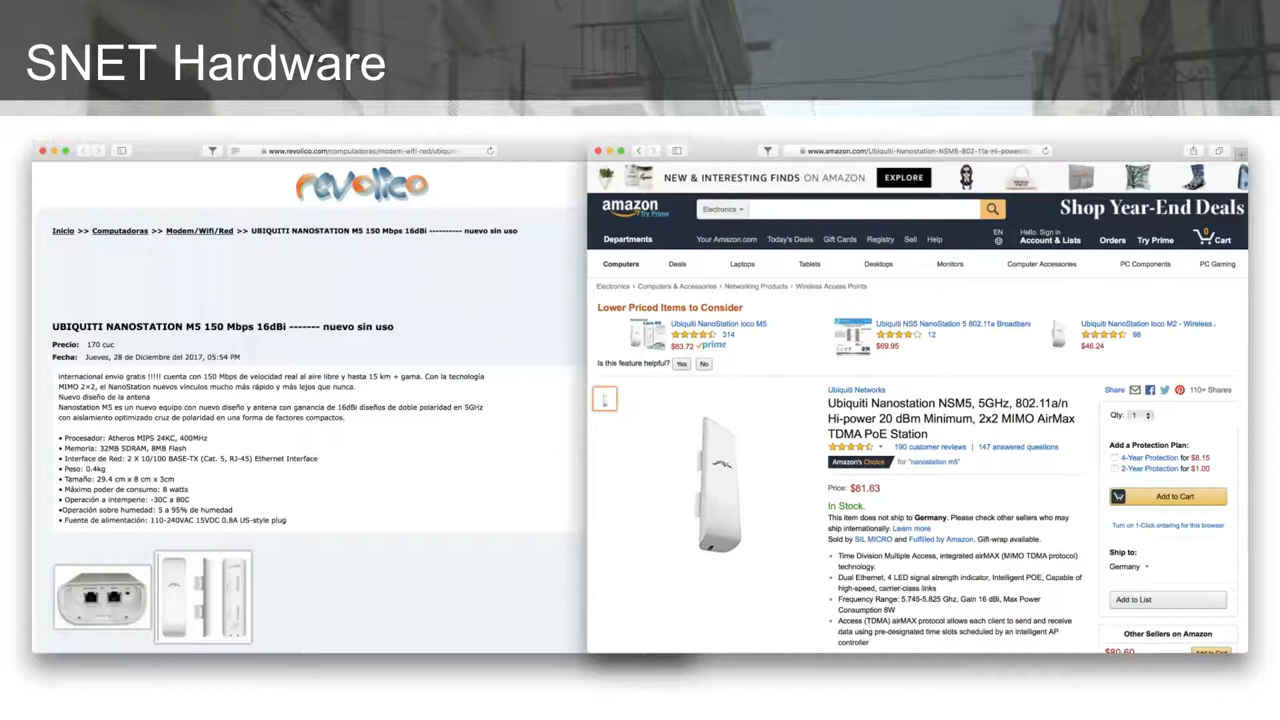 SNET Hardware
www.revolico.com/computadoras/modem-wifi-red/ubiqui
revolico
Inicio >> Computadoras >> Modem/Wifi/Red >> UBIQUITI NANOSTATION M5 150 Mbps 16dBi ---------- nuevo sin uso
UBIQUITI NANOSTATION M5 150 Mbps 16dBi ------- nuevo sin uso
Precio: 170 cuc
Fecha: Jueves, 28 de Diciembre del 2017, 05:54 PM
internacional envio gratis !!!!! cuenta con 150 Mbps de velocidad real al aire libre y hasta 15 km + gama. Con la tecnología
MIMO 2×2, el NanoStation nuevos vínculos mucho más rápido y más lejos que nunca.
Nuevo diseño de la antena
Nanostation M5 es un nuevo equipo con nuevo diseño y antena con ganancia de 16dBi diseños de doble polaridad en 5GHz
con aislamiento optimizado cruz de polaridad en una forma de factores compactos.
• Procesador: Atheros MIPS 24KC, 400MHz
• Memoria: 32MB SDRAM, 8MB Flash
• Interface de Red: 2 X 10/100 BASE-TX (Cat. 5, RJ-45) Ethernet Interface
• Peso: 0.4kg
• Tamaño: 29.4 cm x 8 cm x 3cm
• Máximo poder de consumo: 8 watts
• Operación a intemperie: -30C a 80C
•Operación sobre humedad: 5 a 95% de humedad
• Fuente de alimentación: 110-240VAC 15VDC 0.8A US-style plug
www.amazon.com/Ubiquiti-Nanostation-NSM5-802-11a-Hi-power/
NEW & INTERESTING FINDS ON AMAZON EXPLORE
amazon Try Prime
Electronics
Shop Year-End Deals
Departments
Your Amazon.com Today's Deals Gift Cards Registry Sell Help
EN
Hello. Sign in
Account & Lists
Orders Try Prime
0
Cart
Computers Deals Laptops Tablets Desktops Monitors Computer Accessories PC Components PC Gaming
Electronics › Computers & Accessories › Networking Products › Wireless Access Points
Lower Priced Items to Consider
Ubiquiti NanoStation loco M5
314
$63.72 prime
Ubiquiti NS5 NanoStation 5 802.11a Broadban
12
$69.95
Ubiquiti NanoStation loco M2 - Wireless
98
$46.24
Is this feature helpful? Yes No
Ubiquiti Networks
Ubiquiti Nanostation NSM5, 5GHz, 802.11a/n
Hi-power 20 dBm Minimum, 2x2 MIMO AirMax
TDMA PoE Station
190 customer reviews | 147 answered questions
Amazon's Choice for "nanostation m5"
Price: $81.63
In Stock.
This item does not ship to Germany. Please check other sellers who may
ship internationally. Learn more
Sold by SIL MICRO and Fulfilled by Amazon. Gift-wrap available.
• Time Division Multiple Access, integrated airMAX (MIMO TDMA protocol)
technology.
• Dual Ethernet, 4 LED signal strength indicator, Intelligent POE, Capable of
high-speed, carrier-class links
• Frequency Range: 5.745-5.825 Ghz, Gain 16 dBi, Max Power
Consumption 8W
• Access (TDMA) airMAX protocol allows each client to send and receive
data using pre-designated time slots scheduled by an intelligent AP
controller
Share 110+ Shares
Qty: 1
Add a Protection Plan:
4-Year Protection for $8.15
2-Year Protection for $1.00
Add to Cart
Turn on 1-Click ordering for this browser
Ship to:
Germany
Add to List
Other Sellers on Amazon
$80.60
Add to Cart